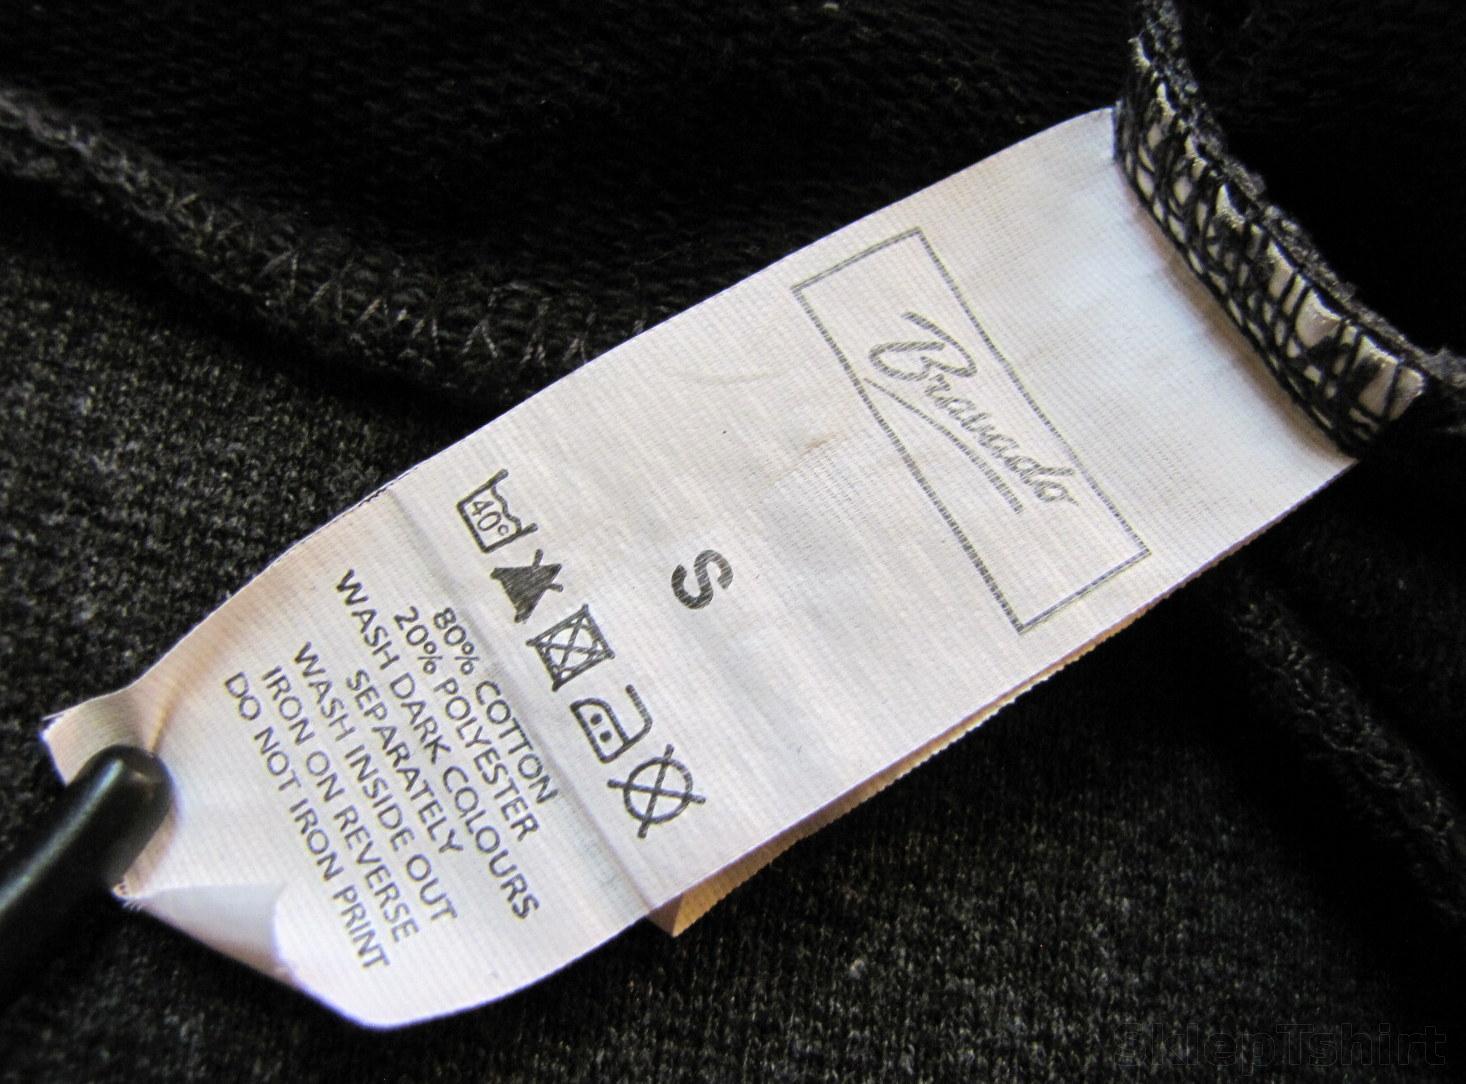 Bravado
S
40°
80% COTTON
20% POLYESTER
WASH DARK COLOURS
SEPARATELY
WASH INSIDE OUT
IRON ON REVERSE
DO NOT IRON PRINT
SklepTshirt